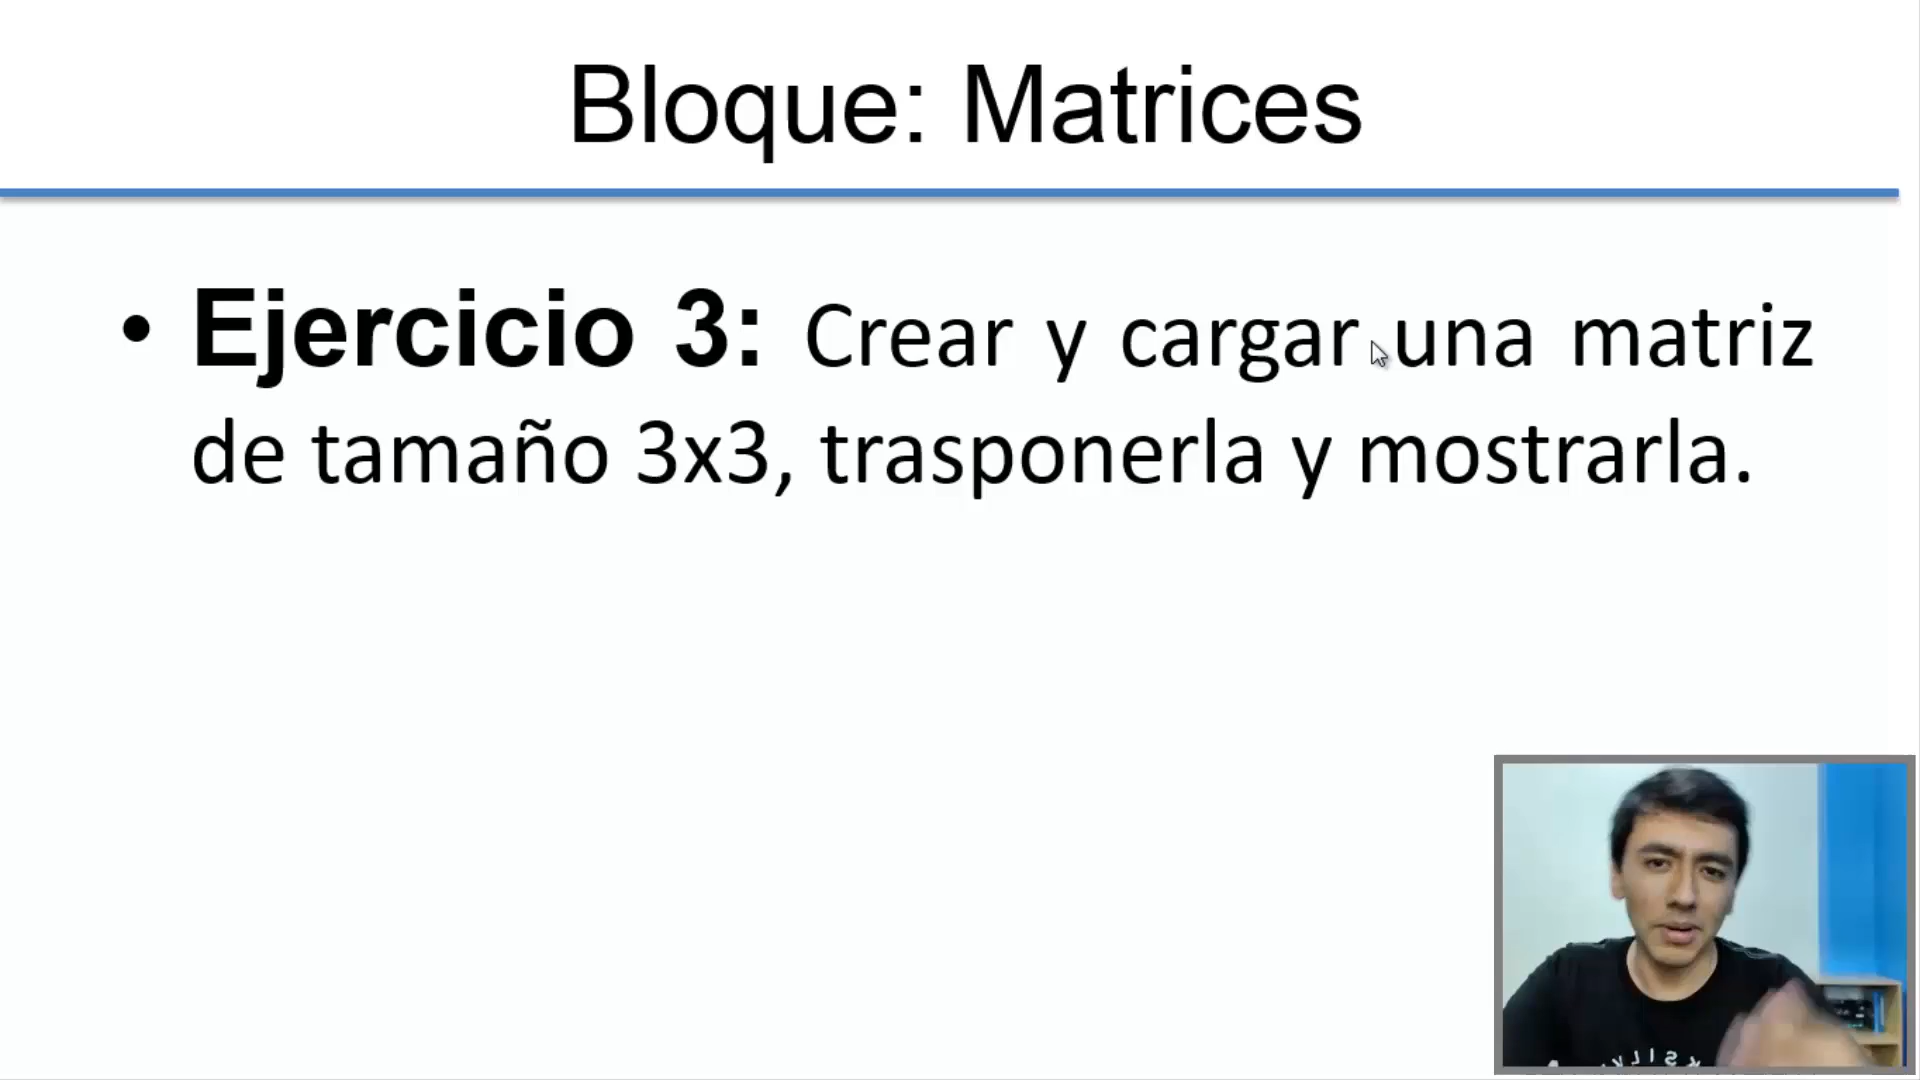 Bloque: Matrices
• Ejercicio 3: Crear y cargar una matriz
de tamaño 3x3, trasponerla y mostrarla.